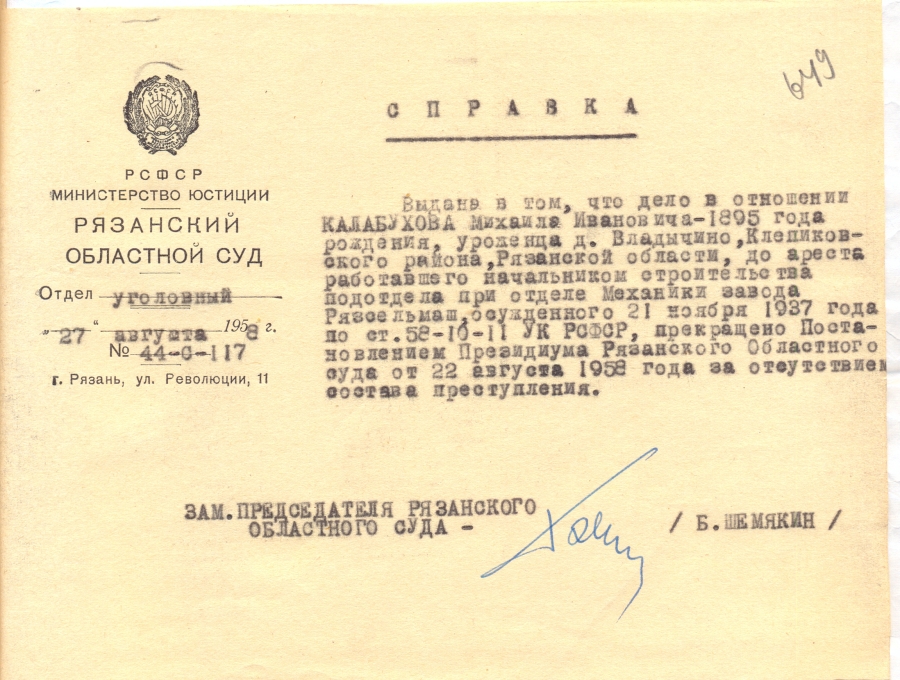 649
С П Р А В К А
РСФСР
МИНИСТЕРСТВО ЮСТИЦИИ
РЯЗАНСКИЙ
ОБЛАСТНОЙ СУД
Отдел уголовный
„27“ августа 1958 г.
№ 44-С-117
г. Рязань, ул. Революции, 11
Выдана в том, что дело в отношении
КАЛАБУХОВА Михаила Ивановича-1895 года
рождения, уроженца д. Владычино,Клепиков-
ского района,Рязанской области, до ареста
работавшего начальником строительства
подотдела при отделе Механики завода
Рязсельмаш,осужденного 21 ноября 1937 года
по ст.58-10-11 УК РСФСР, прекращено Поста-
новлением Президиума Рязанского Областного
суда от 22 августа 1958 года за отсутствием
состава преступления.
ЗАМ.ПРЕДСЕДАТЕЛЯ РЯЗАНСКОГО
ОБЛАСТНОГО СУДА -
/ Б.ШЕМЯКИН /